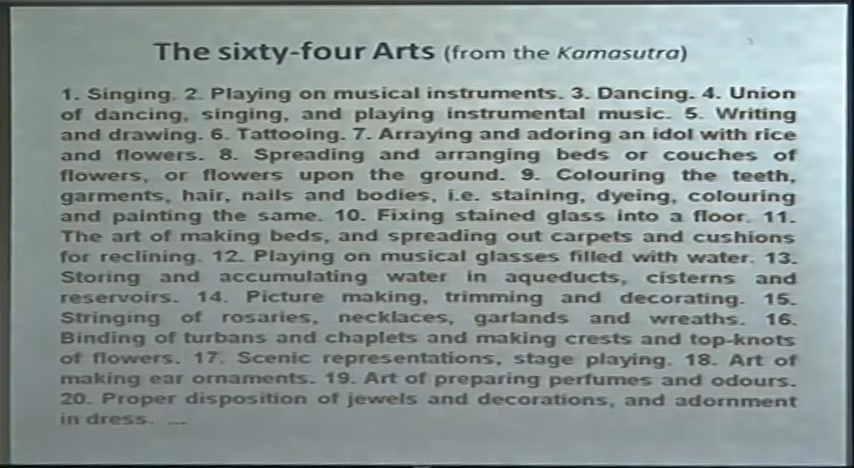 The sixty-four Arts (from the Kamasutra)
1. Singing. 2. Playing on musical instruments. 3. Dancing. 4. Union
of dancing, singing, and playing instrumental music. 5. Writing
and drawing. 6. Tattooing. 7. Arraying and adoring an idol with rice
and flowers. 8. Spreading and arranging beds or couches of
flowers, or flowers upon the ground. 9. Colouring the teeth,
garments, hair, nails and bodies, i.e. staining, dyeing, colouring
and painting the same. 10. Fixing stained glass into a floor. 11.
The art of making beds, and spreading out carpets and cushions
for reclining. 12. Playing on musical glasses filled with water. 13.
Storing and accumulating water in aqueducts, cisterns and
reservoirs. 14. Picture making, trimming and decorating. 15.
Stringing of rosaries, necklaces, garlands and wreaths. 16.
Binding of turbans and chaplets and making crests and top-knots
of flowers. 17. Scenic representations, stage playing. 18. Art of
making ear ornaments. 19. Art of preparing perfumes and odours.
20. Proper disposition of jewels and decorations, and adornment
in dress. ...